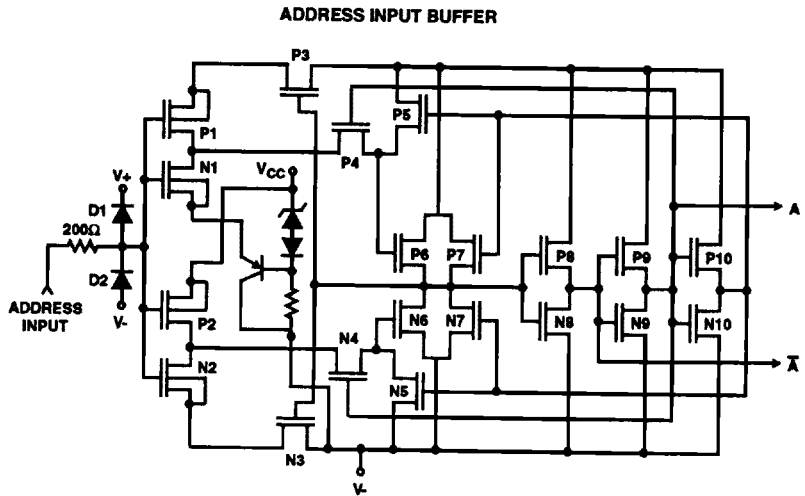 ADDRESS INPUT BUFFER
P3
P5
P1
P4
N1
VCC
V+
A
D1
200Ω
P6
P7
P8
P9
P10
D2
ADDRESS
INPUT
V-
P2
N6
N7
N8
N9
N10
N4
A̅
N2
N5
N3
V-